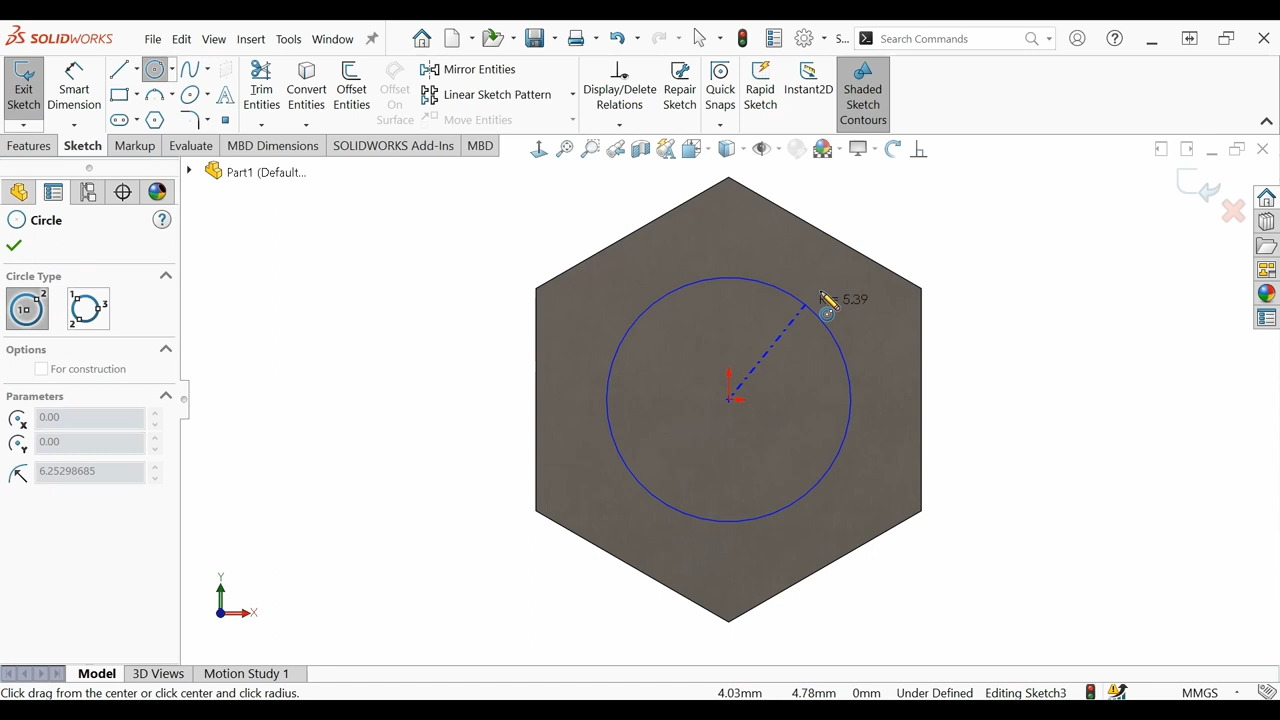 SOLIDWORKS
File Edit View Insert Tools Window
S...
Search Commands
Exit Sketch
Smart Dimension
Trim Entities
Convert Entities
Offset Entities
Offset On Surface
Mirror Entities
Linear Sketch Pattern
Move Entities
Display/Delete Relations
Repair Sketch
Quick Snaps
Rapid Sketch
Instant2D
Shaded Sketch Contours
Features Sketch Markup Evaluate MBD Dimensions SOLIDWORKS Add-Ins MBD
Part1 (Default...
Circle
Circle Type
Options
For construction
Parameters
0.00
0.00
6.25298685
= 5.39
Y
X
Model 3D Views Motion Study 1
Click drag from the center or click center and click radius.
4.03mm 4.78mm 0mm Under Defined Editing Sketch3 MMGS